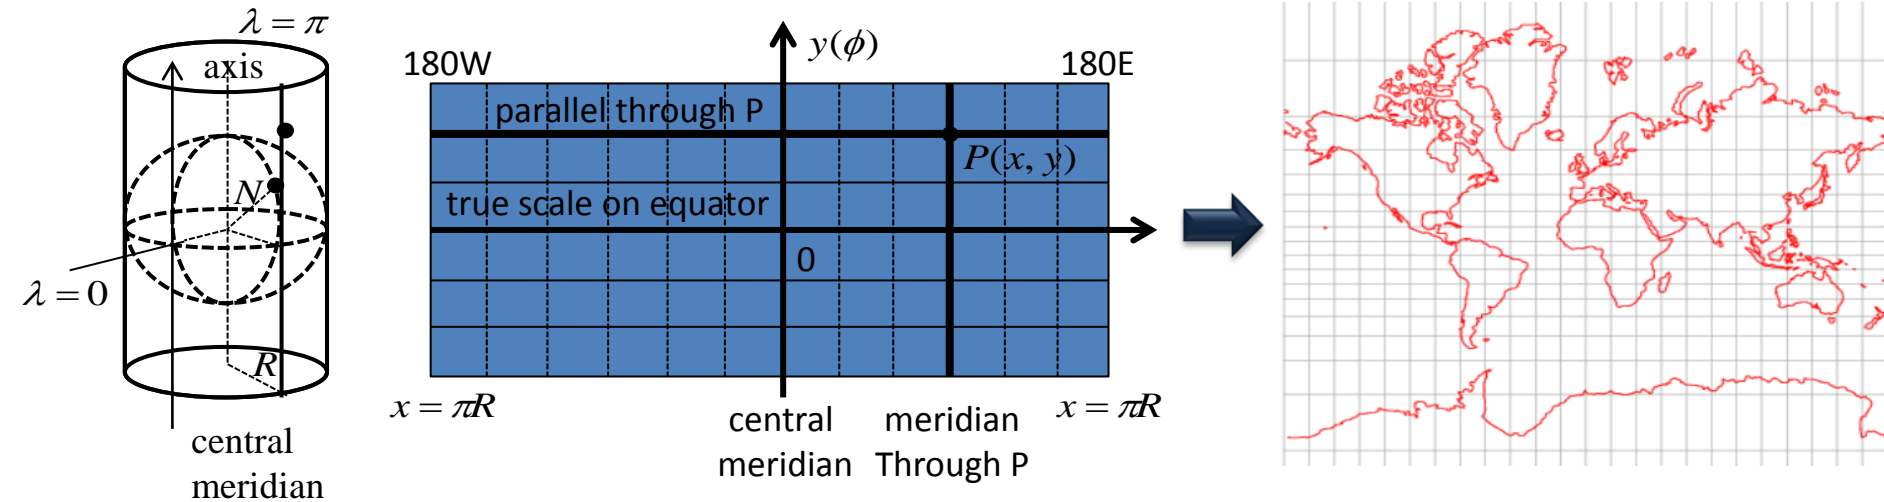 λ = π
axis
N
λ = 0
R
central
meridian
y(ϕ)
180W
180E
parallel through P
P(x, y)
true scale on equator
0
x = πR
x = πR
central
meridian
meridian
Through P